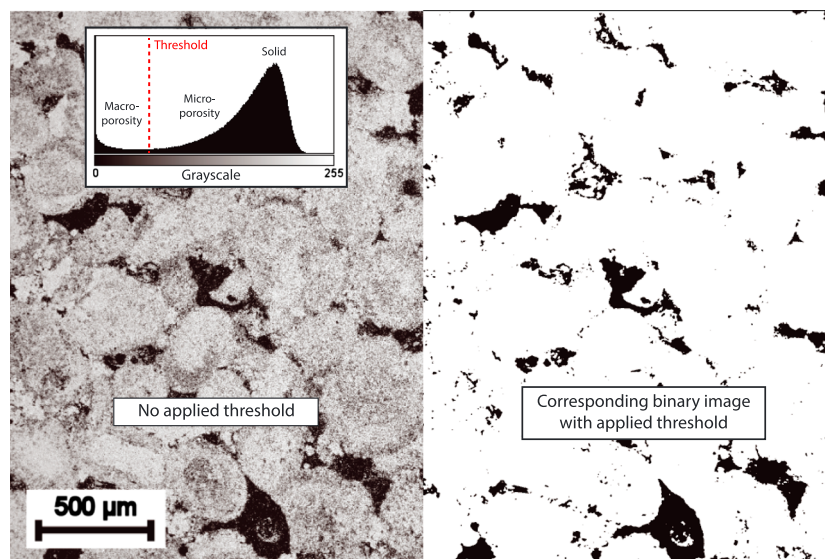 Threshold
Solid
Macro-
porosity
Micro-
porosity
0
255
Grayscale
No applied threshold
Corresponding binary image
with applied threshold
500 µm